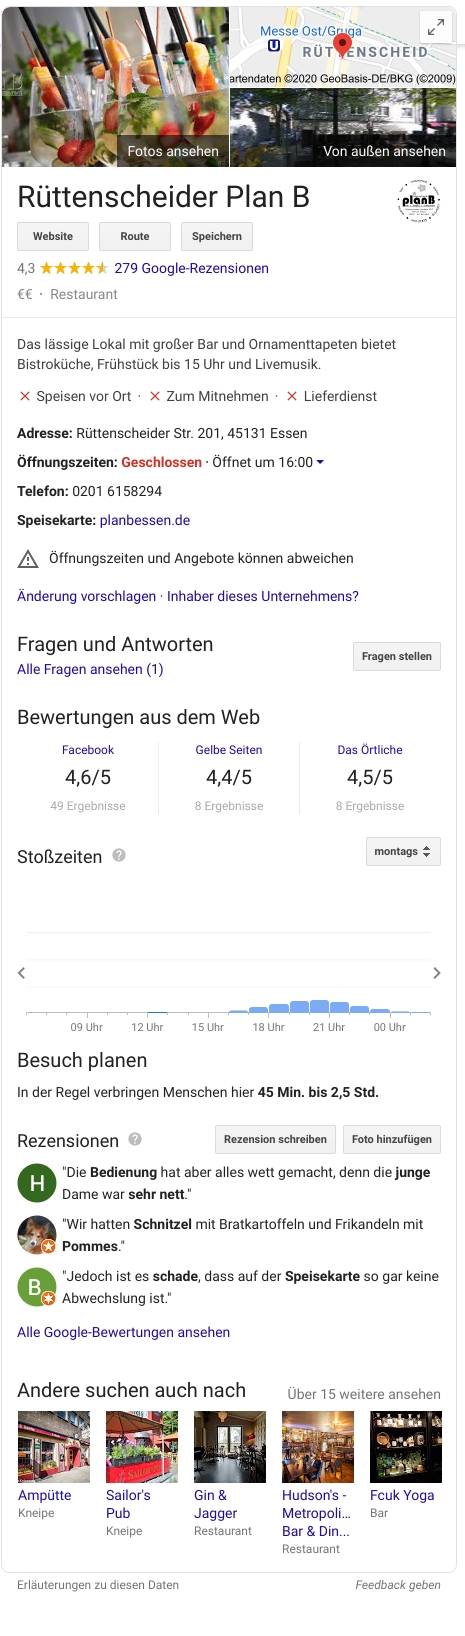 Messe Ost/Gruga
RÜTTENSCHEID
artendaten ©2020 GeoBasis-DE/BKG (©2009)
Fotos ansehen
Von außen ansehen
Rüttenscheider Plan B
planB
Website Route Speichern
4,3 279 Google-Rezensionen
€€ · Restaurant
Das lässige Lokal mit großer Bar und Ornamenttapeten bietet
Bistroküche, Frühstück bis 15 Uhr und Livemusik.
Speisen vor Ort · Zum Mitnehmen · Lieferdienst
Adresse: Rüttenscheider Str. 201, 45131 Essen
Öffnungszeiten: Geschlossen · Öffnet um 16:00
Telefon: 0201 6158294
Speisekarte: planbessen.de
Öffnungszeiten und Angebote können abweichen
Änderung vorschlagen · Inhaber dieses Unternehmens?
Fragen und Antworten
Alle Fragen ansehen (1)
Fragen stellen
Bewertungen aus dem Web
Facebook Gelbe Seiten Das Örtliche
4,6/5 4,4/5 4,5/5
49 Ergebnisse 8 Ergebnisse 8 Ergebnisse
Stoßzeiten
montags
09 Uhr 12 Uhr 15 Uhr 18 Uhr 21 Uhr 00 Uhr
Besuch planen
In der Regel verbringen Menschen hier 45 Min. bis 2,5 Std.
Rezensionen
Rezension schreiben Foto hinzufügen
H
"Die Bedienung hat aber alles wett gemacht, denn die junge
Dame war sehr nett."
"Wir hatten Schnitzel mit Bratkartoffeln und Frikandeln mit
Pommes."
B
"Jedoch ist es schade, dass auf der Speisekarte so gar keine
Abwechslung ist."
Alle Google-Bewertungen ansehen
Andere suchen auch nach
Über 15 weitere ansehen
Ampütte
Kneipe
Sailor's
Pub
Kneipe
Gin &
Jagger
Restaurant
Hudson's -
Metropoli...
Bar & Din...
Restaurant
Fcuk Yoga
Bar
Erläuterungen zu diesen Daten
Feedback geben